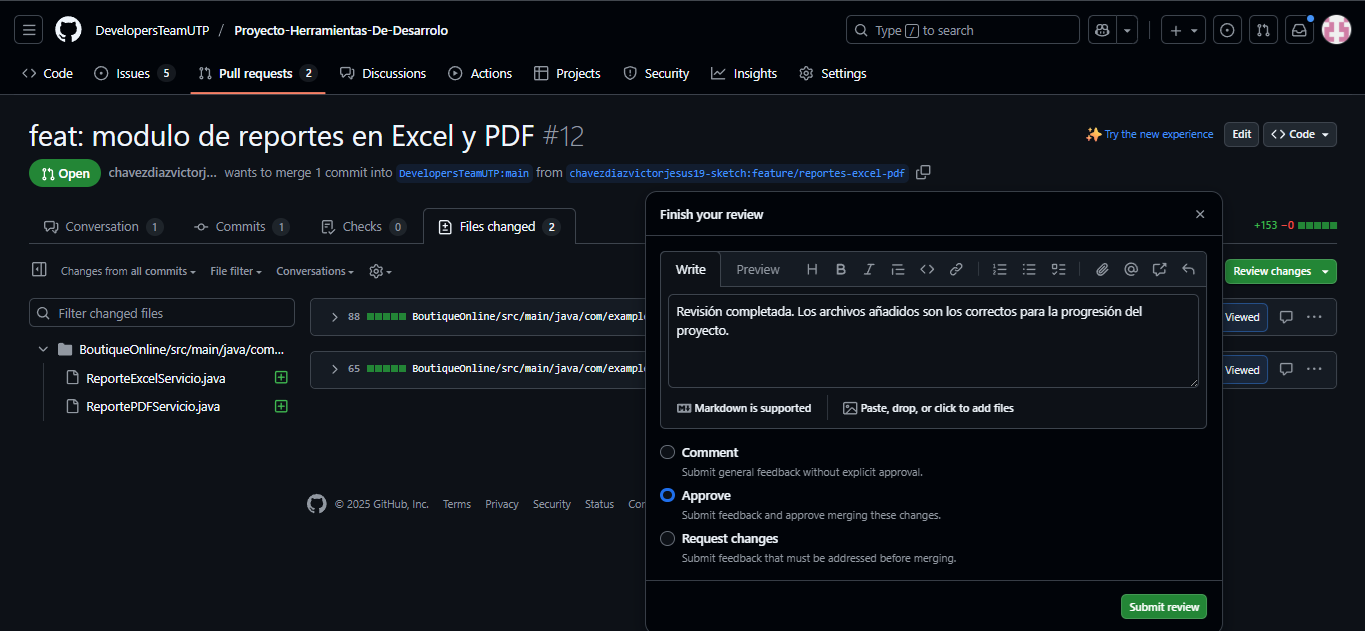 DevelopersTeamUTP / Proyecto-Herramientas-De-Desarrolo
Type / to search
Code Issues 5 Pull requests 2 Discussions Actions Projects Security Insights Settings
feat: modulo de reportes en Excel y PDF #12
Try the new experience Edit Code
Open chavezdiazvictorj... wants to merge 1 commit into DevelopersTeamUTP:main from chavezdiazvictorjesus19-sketch:feature/reportes-excel-pdf
Conversation 1 Commits 1 Checks 0 Files changed 2
+153 −0
Changes from all commits File filter Conversations
Review changes
Filter changed files
BoutiqueOnline/src/main/java/com...
ReporteExcelServicio.java
ReportePDFServicio.java
88 BoutiqueOnline/src/main/java/com/example
Viewed
65 BoutiqueOnline/src/main/java/com/example
Viewed
Finish your review
Write Preview
Revisión completada. Los archivos añadidos son los correctos para la progresión del
proyecto.
Markdown is supported Paste, drop, or click to add files
Comment
Submit general feedback without explicit approval.
Approve
Submit feedback and approve merging these changes.
Request changes
Submit feedback that must be addressed before merging.
Submit review
© 2025 GitHub, Inc. Terms Privacy Security Status